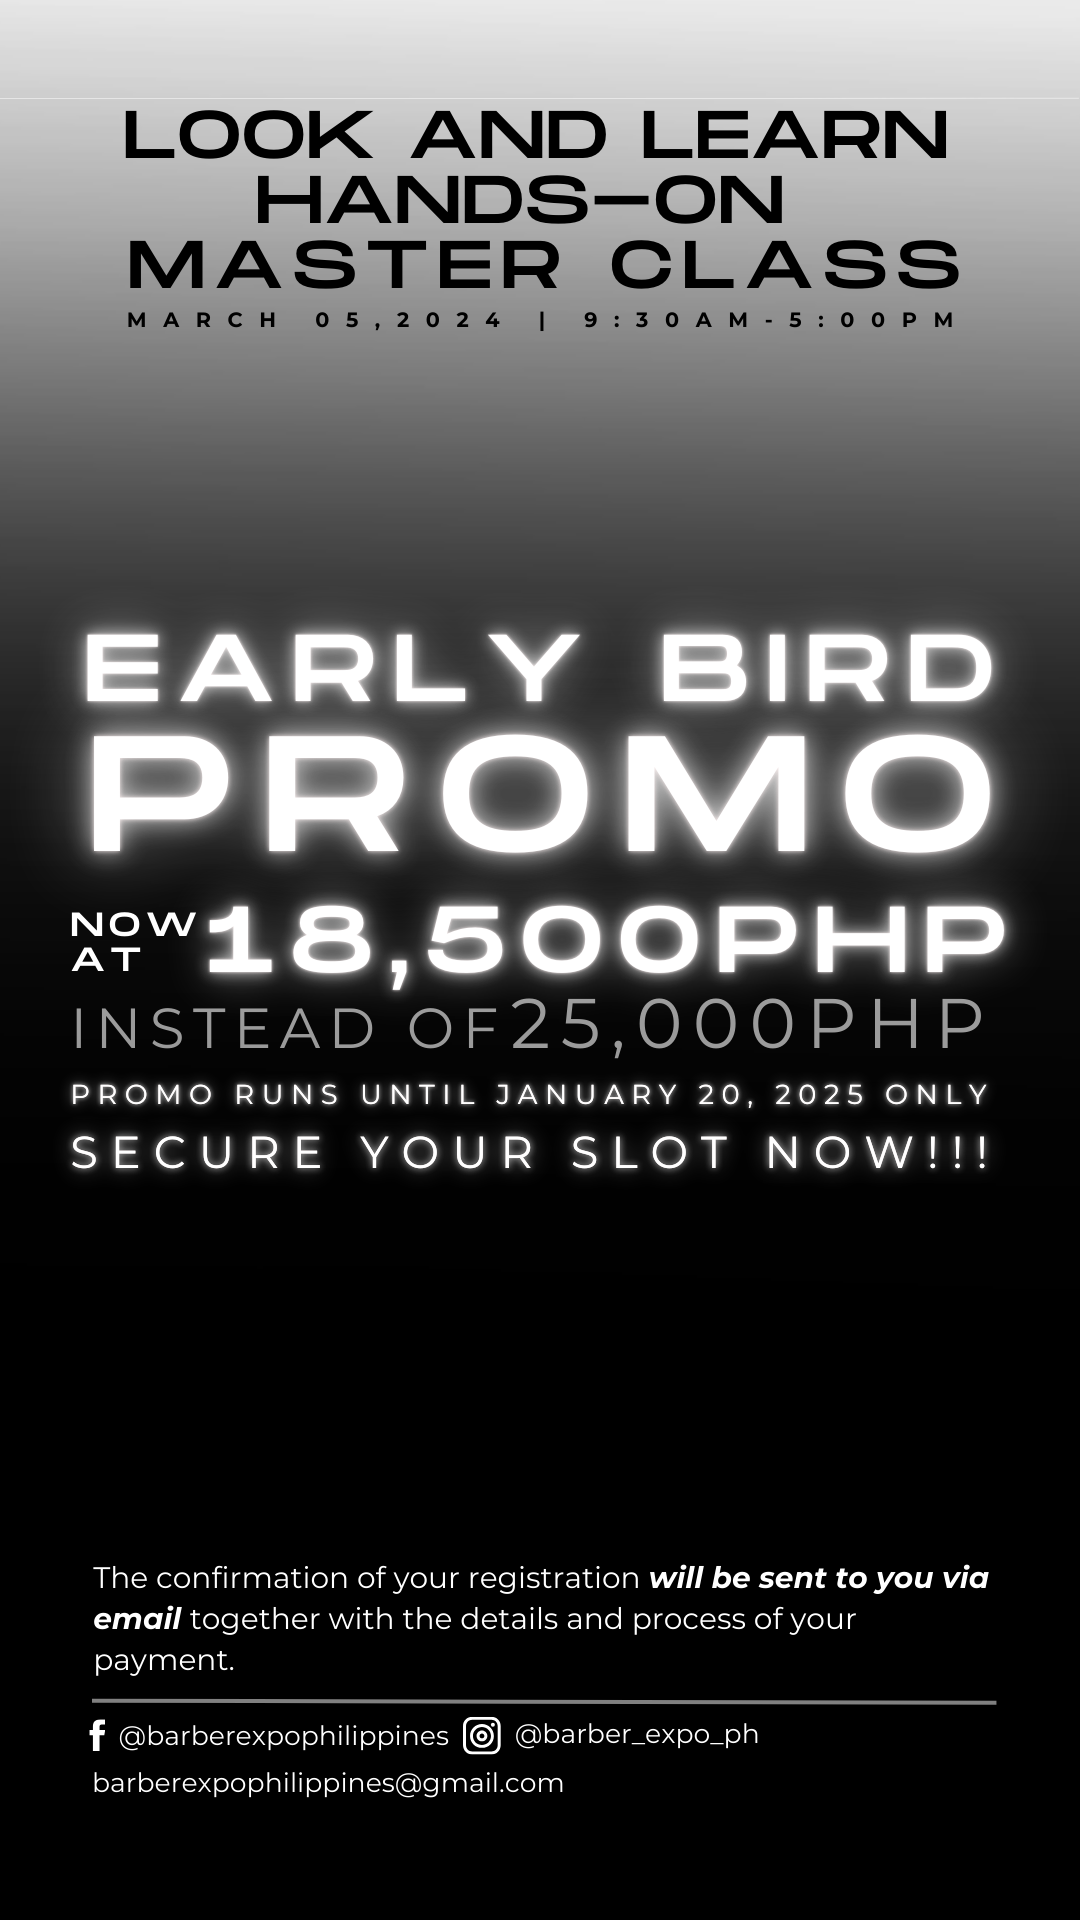 LOOK AND LEARN
HANDS-ON
MASTER CLASS
MARCH 05,2024 | 9:30AM-5:00PM
EARLY BIRD
PROMO
NOW AT 18,500PHP
INSTEAD OF 25,000PHP
PROMO RUNS UNTIL JANUARY 20, 2025 ONLY
SECURE YOUR SLOT NOW!!!
The confirmation of your registration will be sent to you via
email together with the details and process of your
payment.
@barberexpophilippines @barber_expo_ph
barberexpophilippines@gmail.com